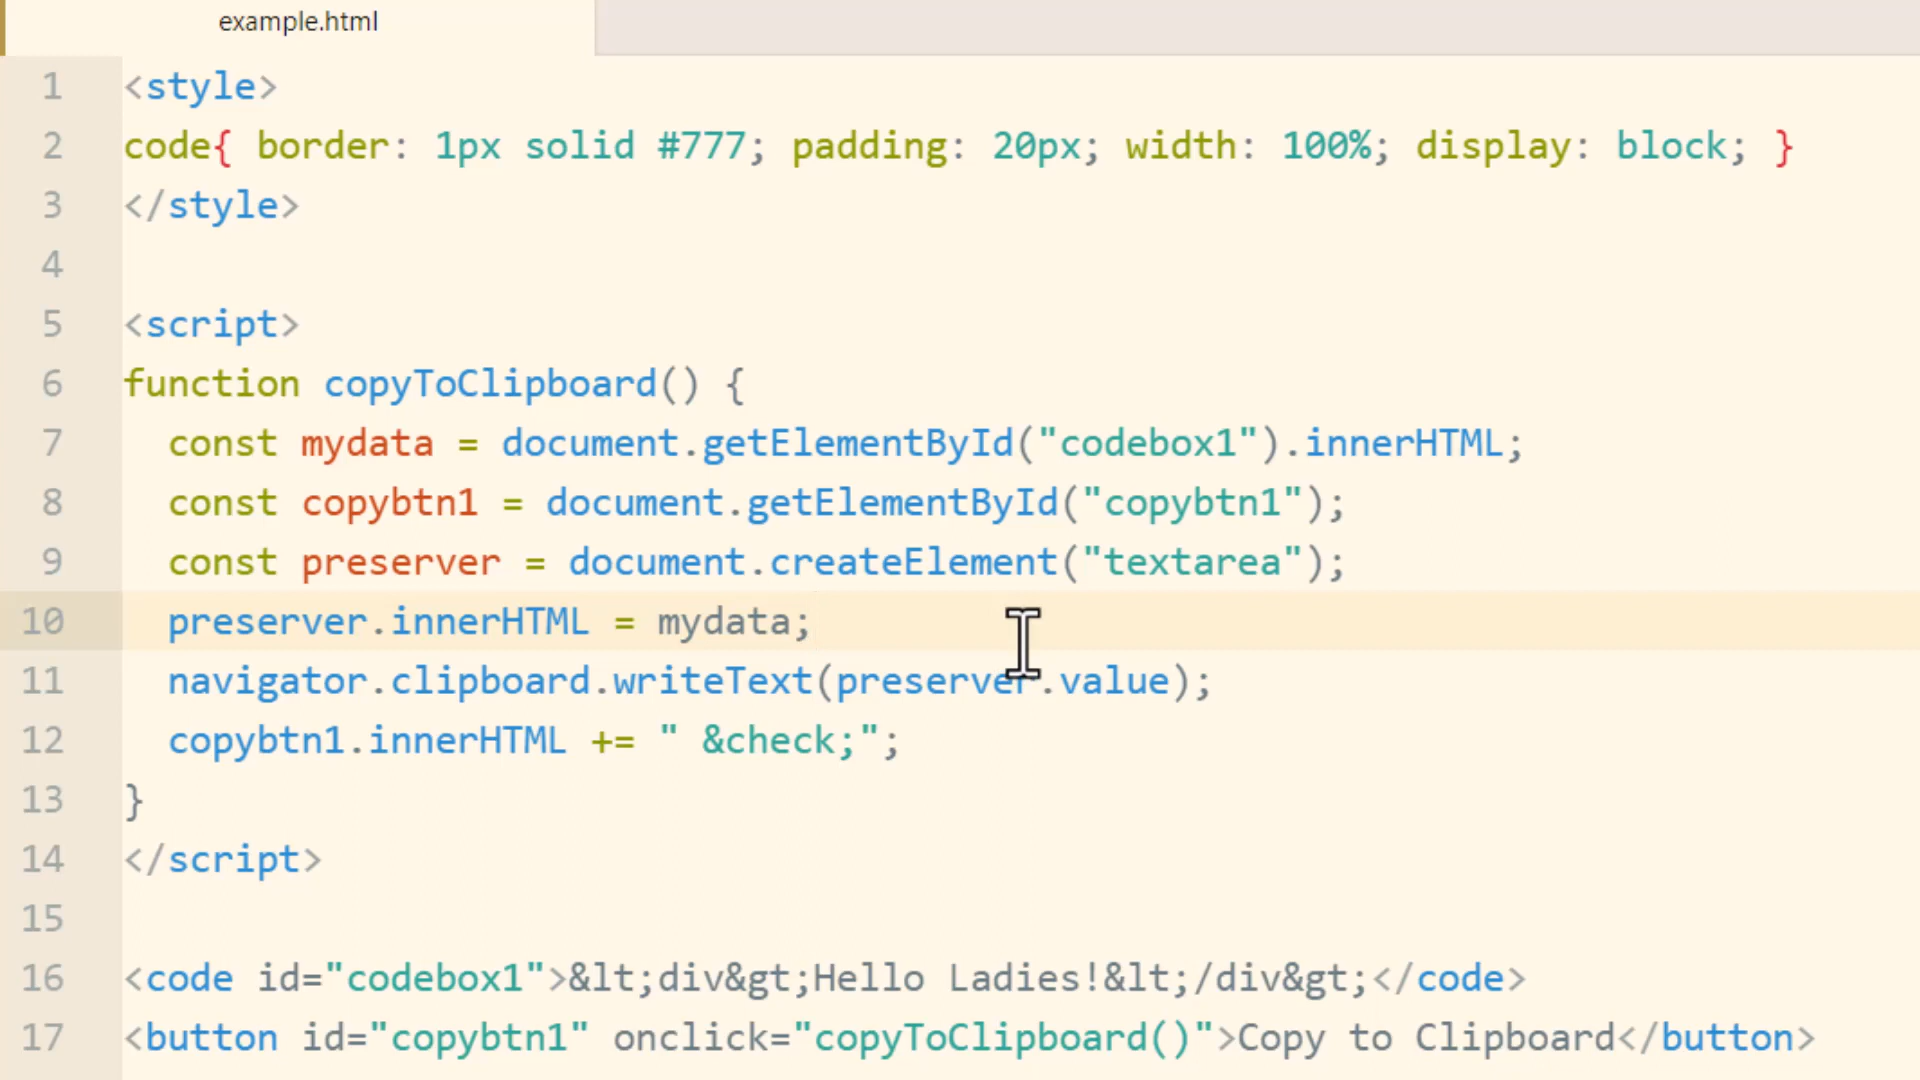 example.html
1 <style>
2 code{ border: 1px solid #777; padding: 20px; width: 100%; display: block; }
3 </style>
4
5 <script>
6 function copyToClipboard() {
7   const mydata = document.getElementById("codebox1").innerHTML;
8   const copybtn1 = document.getElementById("copybtn1");
9   const preserver = document.createElement("textarea");
10   preserver.innerHTML = mydata;
11   navigator.clipboard.writeText(preserver.value);
12   copybtn1.innerHTML += " &check;";
13 }
14 </script>
15
16 <code id="codebox1">&lt;div&gt;Hello Ladies!&lt;/div&gt;</code>
17 <button id="copybtn1" onclick="copyToClipboard()">Copy to Clipboard</button>